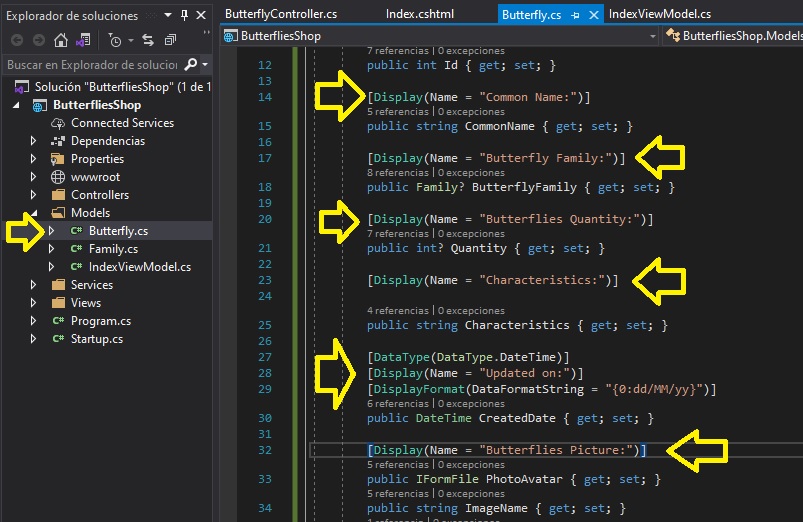 Explorador de soluciones
Buscar en Explorador de soluciones
Solución "ButterfliesShop" (1 de 1
ButterfliesShop
Connected Services
Dependencias
Properties
wwwroot
Controllers
Models
C# Butterfly.cs
C# Family.cs
C# IndexViewModel.cs
Services
Views
C# Program.cs
C# Startup.cs
ButterflyController.cs Index.cshtml Butterfly.cs IndexViewModel.cs
ButterfliesShop ButterfliesShop.Models
7 referencias | 0 excepciones
12 public int Id { get; set; }
13
14 [Display(Name = "Common Name:")]
5 referencias | 0 excepciones
15 public string CommonName { get; set; }
16
17 [Display(Name = "Butterfly Family:")]
8 referencias | 0 excepciones
18 public Family? ButterflyFamily { get; set; }
19
20 [Display(Name = "Butterflies Quantity:")]
7 referencias | 0 excepciones
21 public int? Quantity { get; set; }
22
23 [Display(Name = "Characteristics:")]
24
4 referencias | 0 excepciones
25 public string Characteristics { get; set; }
26
27 [DataType(DataType.DateTime)]
28 [Display(Name = "Updated on:")]
29 [DisplayFormat(DataFormatString = "{0:dd/MM/yy}")]
6 referencias | 0 excepciones
30 public DateTime CreatedDate { get; set; }
31
32 [Display(Name = "Butterflies Picture:")]
5 referencias | 0 excepciones
33 public IFormFile PhotoAvatar { get; set; }
5 referencias | 0 excepciones
34 public string ImageName { get; set; }